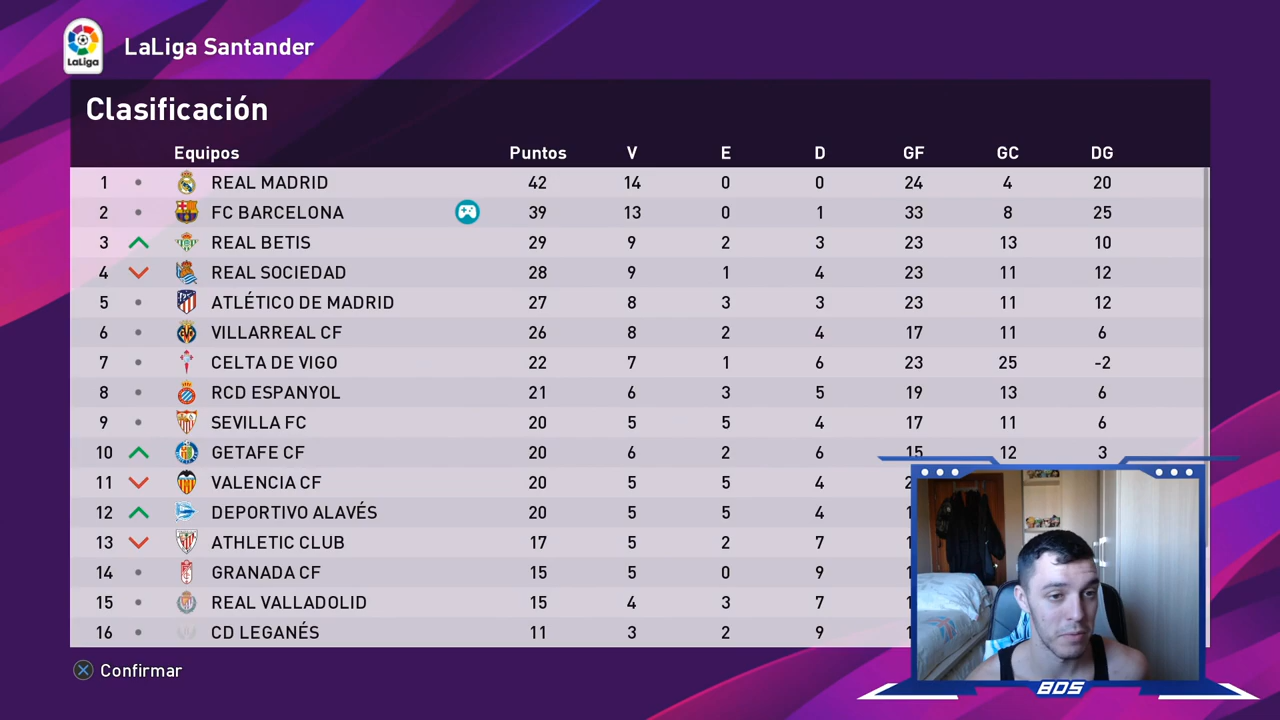 LaLiga
LaLiga Santander
Clasificación
Equipos Puntos V E D GF GC DG
1 REAL MADRID 42 14 0 0 24 4 20
2 FC BARCELONA 39 13 0 1 33 8 25
3 REAL BETIS 29 9 2 3 23 13 10
4 REAL SOCIEDAD 28 9 1 4 23 11 12
5 ATLÉTICO DE MADRID 27 8 3 3 23 11 12
6 VILLARREAL CF 26 8 2 4 17 11 6
7 CELTA DE VIGO 22 7 1 6 23 25 -2
8 RCD ESPANYOL 21 6 3 5 19 13 6
9 SEVILLA FC 20 5 5 4 17 11 6
10 GETAFE CF 20 6 2 6 15 12 3
11 VALENCIA CF 20 5 5 4
12 DEPORTIVO ALAVÉS 20 5 5 4
13 ATHLETIC CLUB 17 5 2 7
14 GRANADA CF 15 5 0 9
15 REAL VALLADOLID 15 4 3 7
16 CD LEGANÉS 11 3 2 9
Confirmar
BDS